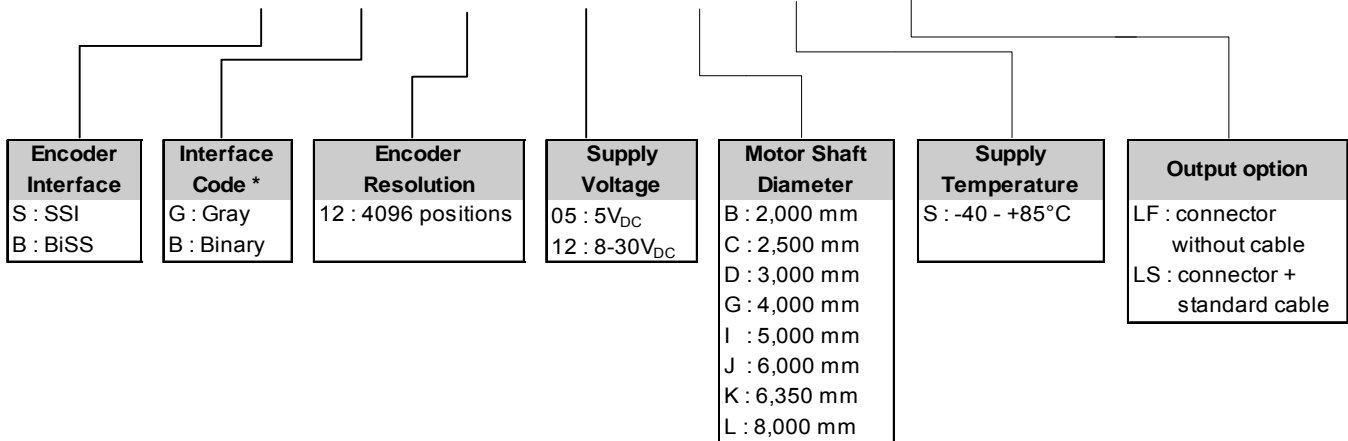 Encoder
Interface
S : SSI
B : BiSS
Interface
Code *
G : Gray
B : Binary
Encoder
Resolution
12 : 4096 positions
Supply
Voltage
05 : 5VDC
12 : 8-30VDC
Motor Shaft
Diameter
B : 2,000 mm
C : 2,500 mm
D : 3,000 mm
G : 4,000 mm
I : 5,000 mm
J : 6,000 mm
K : 6,350 mm
L : 8,000 mm
Supply
Temperature
S : -40 - +85°C
Output option
LF : connector
without cable
LS : connector +
standard cable